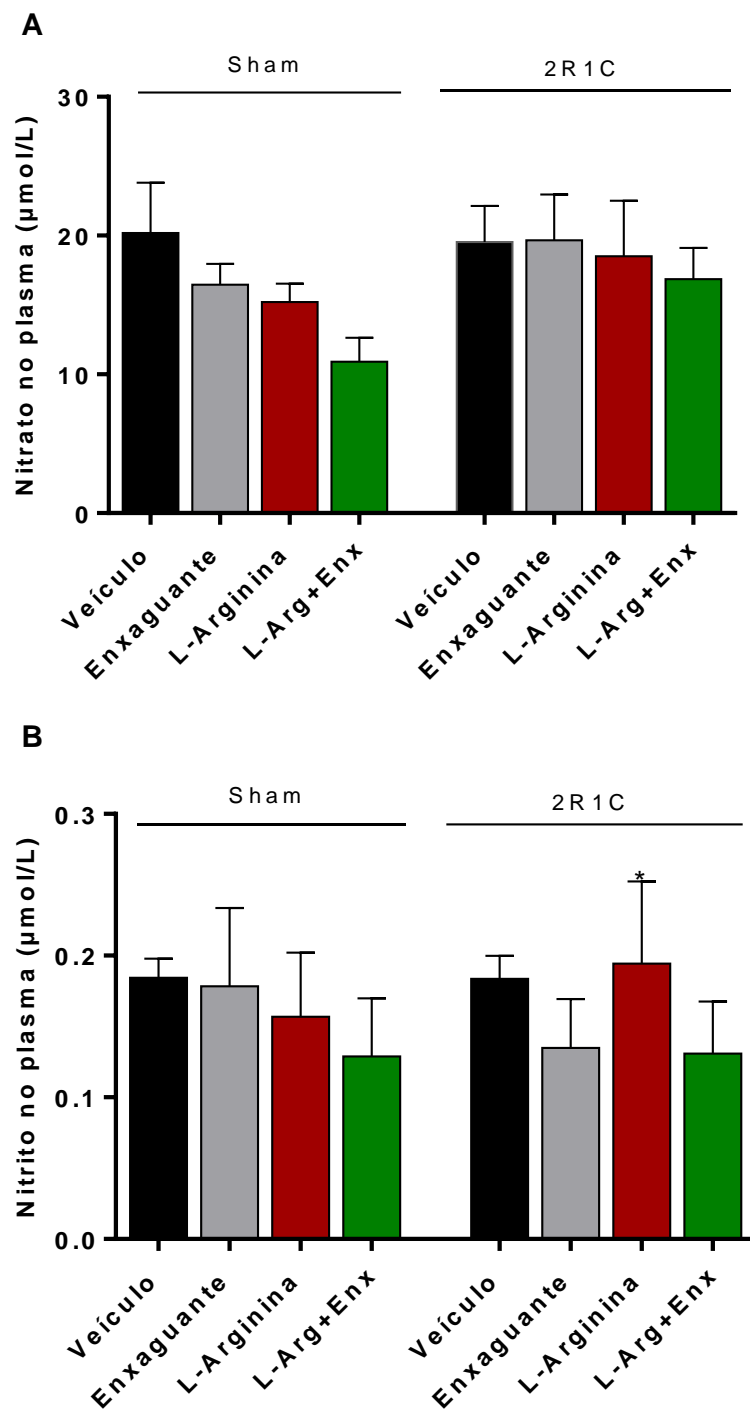 A
Sham 2R1C
Nitrato no plasma (µmol/L)
30
20
10
0
Veículo Enxaguante L-Arginina L-Arg+Enx Veículo Enxaguante L-Arginina L-Arg+Enx
B
Sham 2R1C
Nitrito no plasma (µmol/L)
0.3
*
0.2
0.1
0.0
Veículo Enxaguante L-Arginina L-Arg+Enx Veículo Enxaguante L-Arginina L-Arg+Enx